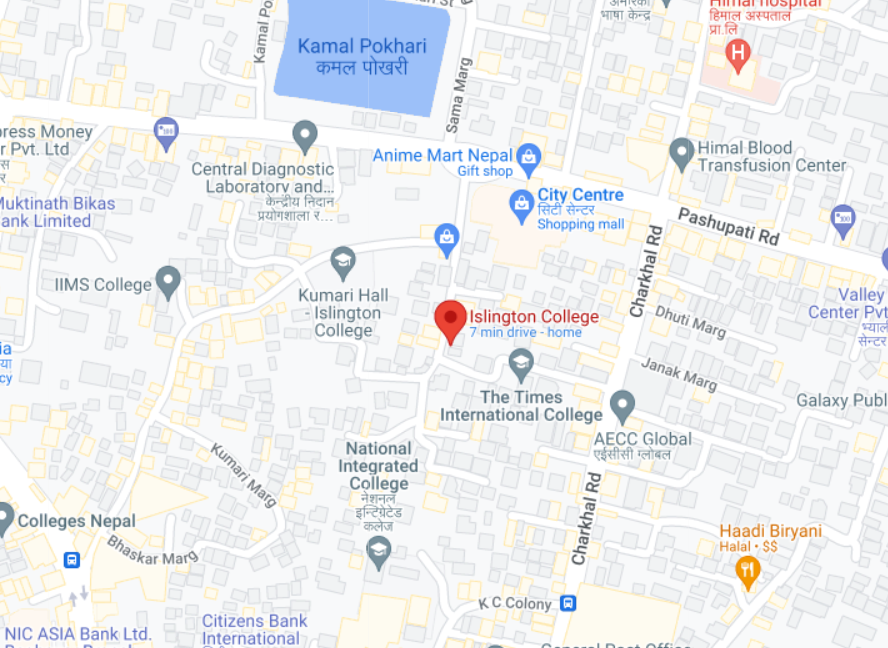 Kamal Po
Sama Marg
अमेरिका
भाषा केन्द्र
Himal hospital
हिमाल अस्पताल
प्रा.लि
H
Kamal Pokhari
कमल पोखरी
press Money
r Pvt. Ltd
Central Diagnostic
Laboratory and...
केन्द्रीय निदान
प्रयोगशाला र...
Anime Mart Nepal
Gift shop
Himal Blood
Transfusion Center
City Centre
सिटी सेन्टर
Shopping mall
Muktinath Bikas
ank Limited
Pashupati Rd
Charkhal Rd
IIMS College
Kumari Hall
- Islington
College
Islington College
7 min drive - home
Valley
Center Pvt
सेन्टर
Dhuti Marg
Janak Marg
ia
या
cy
The Times
International College
Galaxy Publ
AECC Global
एईसीसी ग्लोबल
National
Integrated
College
नेशनल
इन्टिग्रेटेड
कलेज
Kumari Marg
Charkhal Rd
Colleges Nepal
Bhaskar Marg
Haadi Biryani
Halal • $$
K C Colony
NIC ASIA Bank Ltd.
Citizens Bank
International
General Post Office